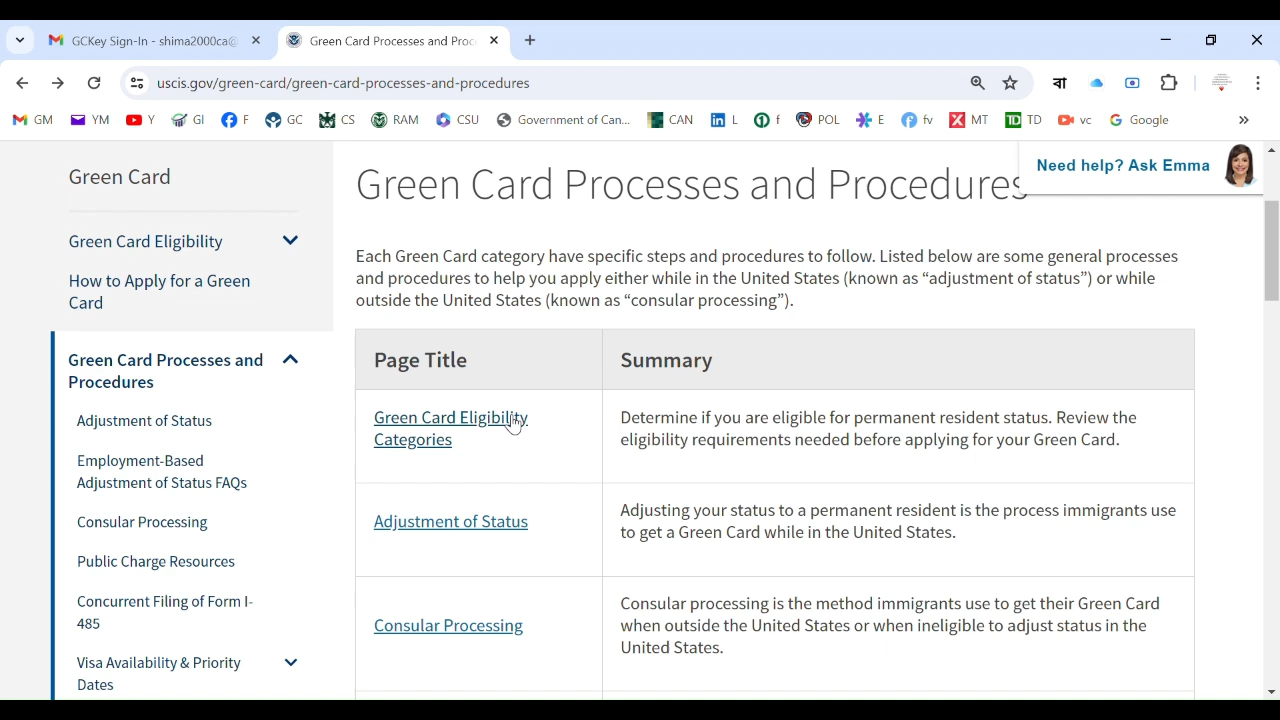 GCKey Sign-In - shima2000ca@
Green Card Processes and Proc
uscis.gov/green-card/green-card-processes-and-procedures
বা
GM YM Y GI F GC CS RAM CSU Government of Can... CAN L f POL E fv MT TD vc Google
Need help? Ask Emma
Green Card
Green Card Eligibility
How to Apply for a Green
Card
Green Card Processes and
Procedures
Adjustment of Status
Employment-Based
Adjustment of Status FAQs
Consular Processing
Public Charge Resources
Concurrent Filing of Form I-
485
Visa Availability & Priority
Dates
Green Card Processes and Procedures
Each Green Card category have specific steps and procedures to follow. Listed below are some general processes
and procedures to help you apply either while in the United States (known as “adjustment of status”) or while
outside the United States (known as “consular processing”).
Page Title Summary
Green Card Eligibility
Categories
Determine if you are eligible for permanent resident status. Review the
eligibility requirements needed before applying for your Green Card.
Adjustment of Status
Adjusting your status to a permanent resident is the process immigrants use
to get a Green Card while in the United States.
Consular Processing
Consular processing is the method immigrants use to get their Green Card
when outside the United States or when ineligible to adjust status in the
United States.